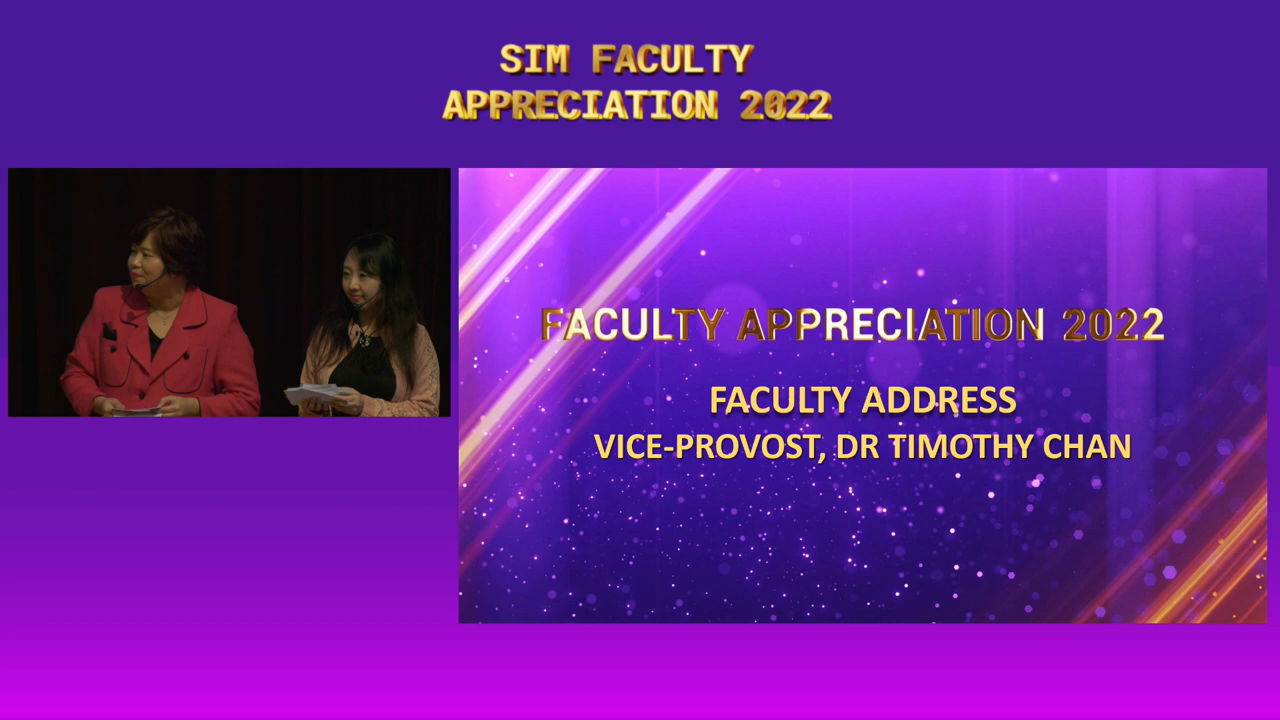 SIM FACULTY
APPRECIATION 2022
FACULTY APPRECIATION 2022
FACULTY ADDRESS
VICE-PROVOST, DR TIMOTHY CHAN